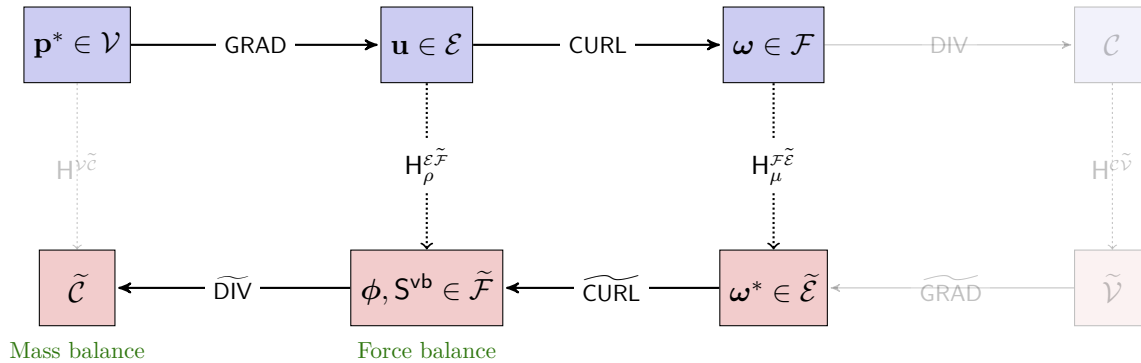 p* ∈ 𝒱 GRAD u ∈ ℰ CURL ω ∈ ℱ DIV 𝒞
H^{𝒱𝒞̃} H_ρ^{ℰℱ̃} H_μ^{ℱℰ̃} H^{𝒞𝒱̃}
𝒞̃ D͠IV ϕ, S^{vb} ∈ ℱ̃ C͠URL ω* ∈ ℰ̃ G͠RAD 𝒱̃
Mass balance Force balance